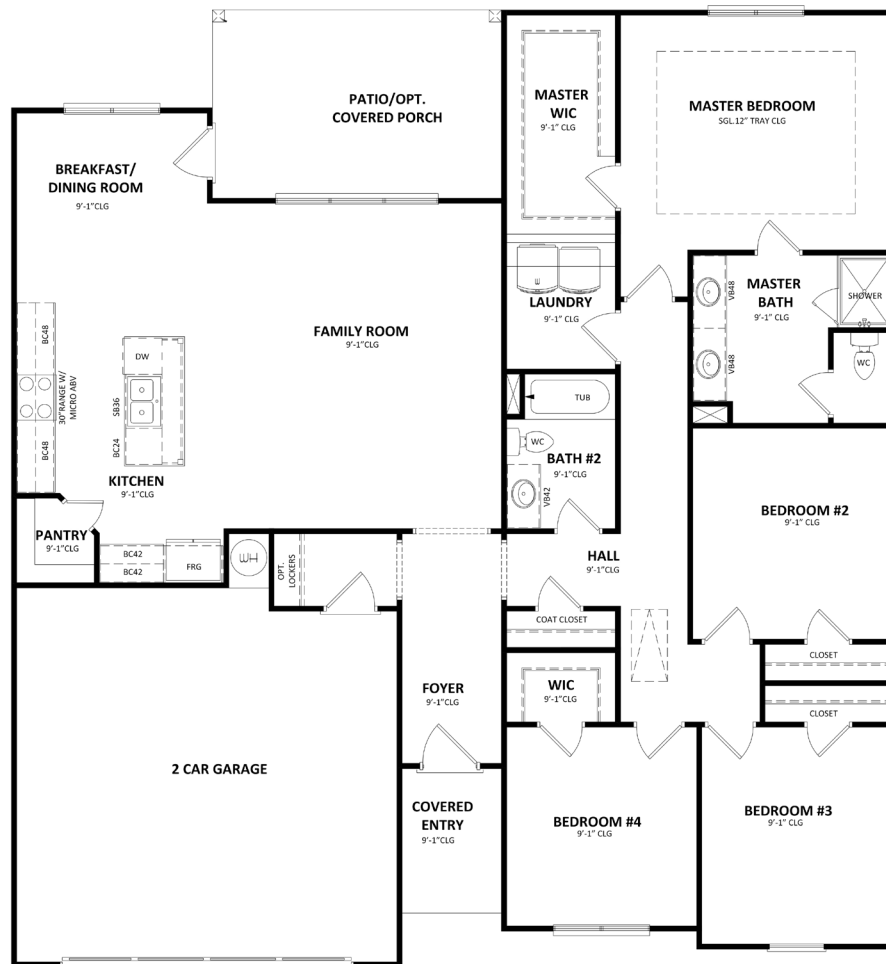 PATIO/OPT.
COVERED PORCH
MASTER
WIC
9'-1" CLG
MASTER BEDROOM
SGL.12" TRAY CLG
BREAKFAST/
DINING ROOM
9'-1"CLG
FAMILY ROOM
9'-1"CLG
LAUNDRY
9'-1" CLG
MASTER
BATH
9'-1" CLG
VB48
VB48
SHOWER
WC
BC48
30"RANGE W/
MICRO ABV
BC48
DW
SB36
BC24
KITCHEN
9'-1"CLG
TUB
WC
BATH #2
9'-1"CLG
VB42
PANTRY
9'-1"CLG
BC42
BC42
FRG
WH
OPT.
LOCKERS
HALL
9'-1"CLG
COAT CLOSET
BEDROOM #2
9'-1" CLG
CLOSET
CLOSET
WIC
9'-1"CLG
FOYER
9'-1"CLG
2 CAR GARAGE
COVERED
ENTRY
9'-1"CLG
BEDROOM #4
9'-1" CLG
BEDROOM #3
9'-1" CLG